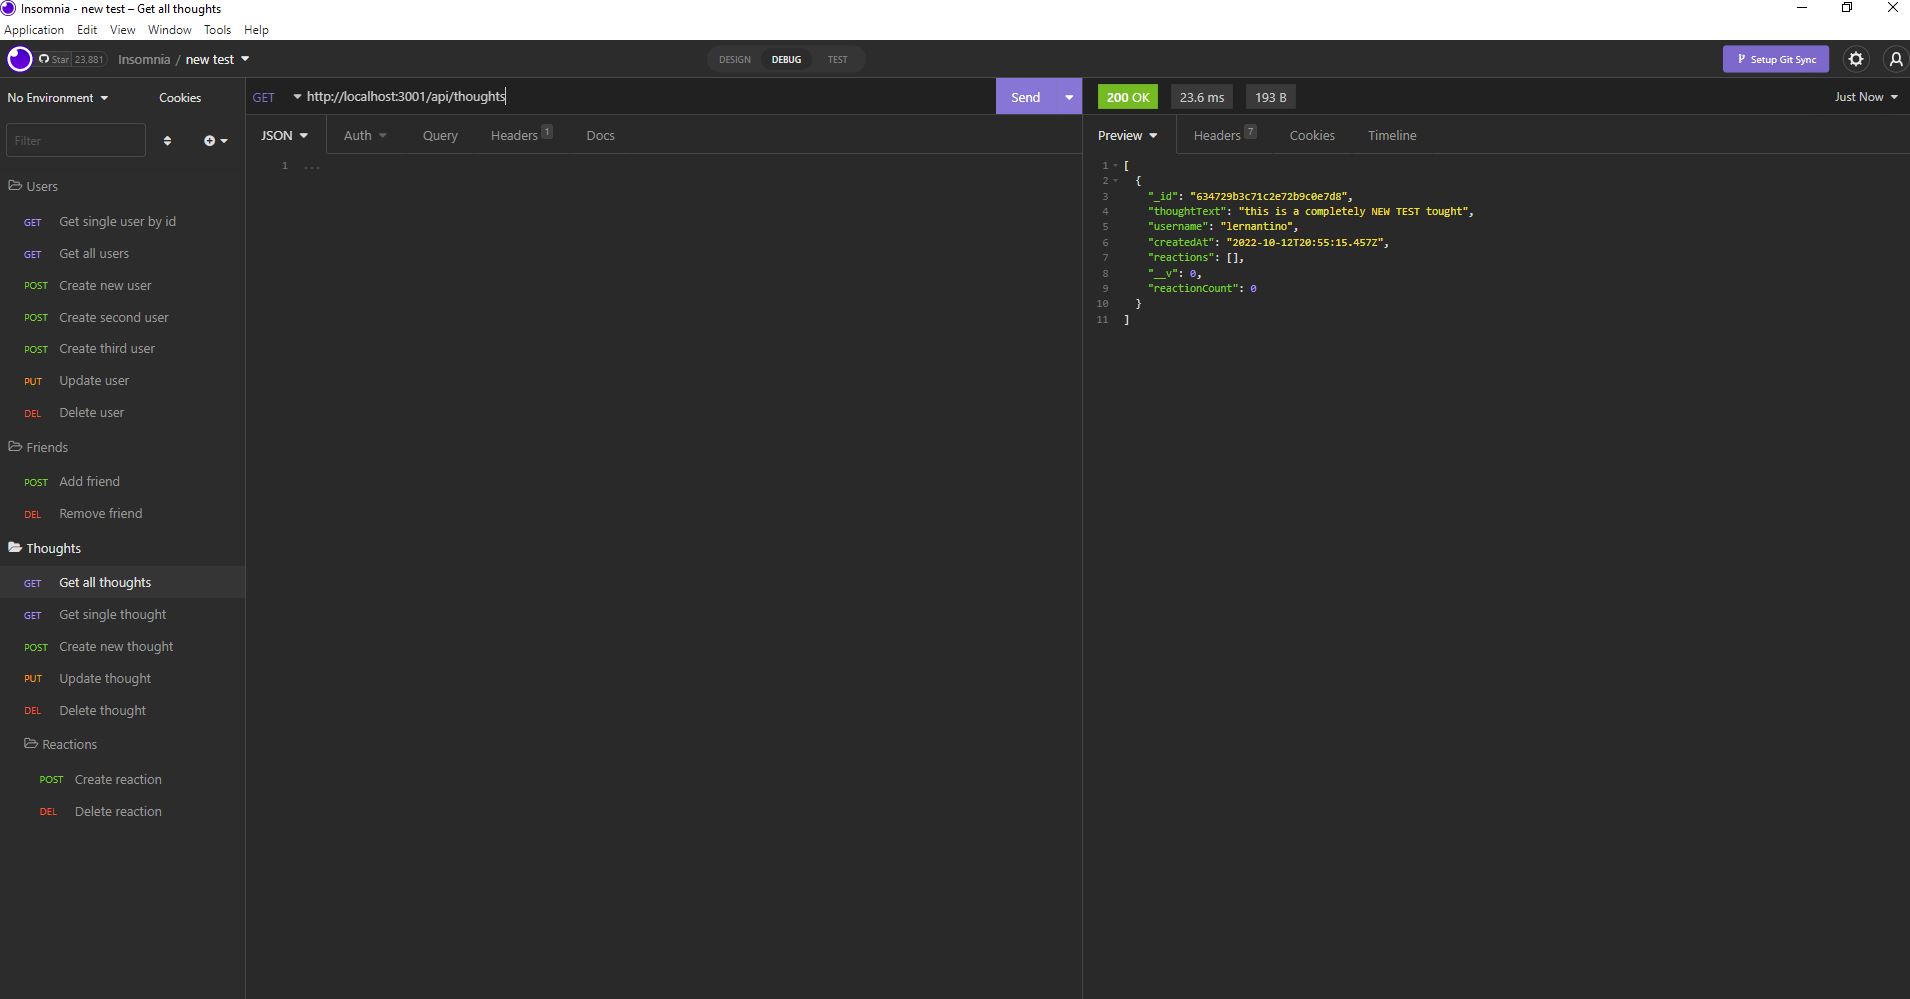 Insomnia - new test – Get all thoughts
Application Edit View Window Tools Help
Star 23,881 Insomnia / new test DESIGN DEBUG TEST Setup Git Sync
No Environment Cookies GET http://localhost:3001/api/thoughts Send 200 OK 23.6 ms 193 B Just Now
Filter JSON Auth Query Headers 1 Docs Preview Headers 7 Cookies Timeline
Users
GET Get single user by id
GET Get all users
POST Create new user
POST Create second user
POST Create third user
PUT Update user
DEL Delete user
Friends
POST Add friend
DEL Remove friend
Thoughts
GET Get all thoughts
GET Get single thought
POST Create new thought
PUT Update thought
DEL Delete thought
Reactions
POST Create reaction
DEL Delete reaction
1 ...
1 [
2 {
3 "_id": "634729b3c71c2e72b9c0e7d8",
4 "thoughtText": "this is a completely NEW TEST tought",
5 "username": "lernantino",
6 "createdAt": "2022-10-12T20:55:15.457Z",
7 "reactions": [],
8 "__v": 0,
9 "reactionCount": 0
10 }
11 ]